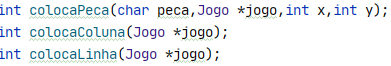 int colocaPeca(char peca,Jogo *jogo,int x,int y);
int colocaColuna(Jogo *jogo);
int colocaLinha(Jogo *jogo);